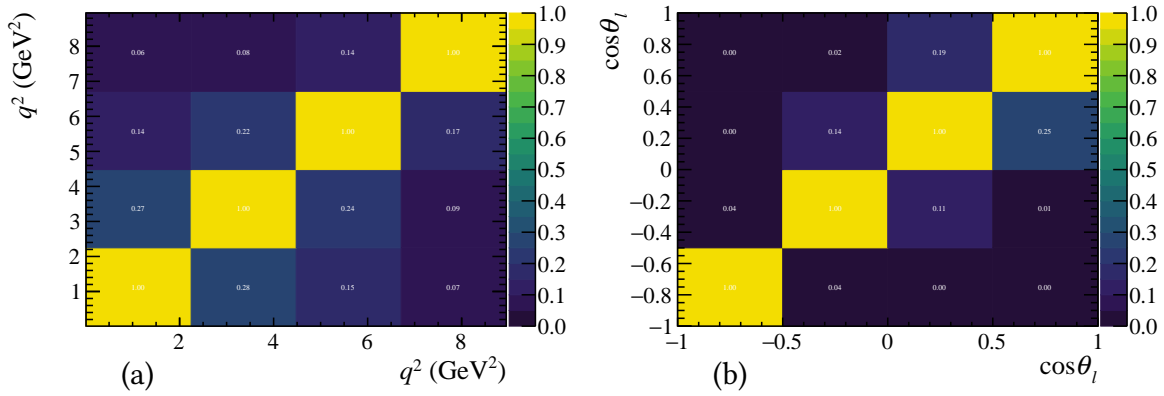 q² (GeV²)
8
7
6
5
4
3
2
1
0.06 0.08 0.14 1.00
0.14 0.22 1.00 0.17
0.27 1.00 0.24 0.09
1.00 0.28 0.15 0.07
2 4 6 8
q² (GeV²)
1.0
0.9
0.8
0.7
0.6
0.5
0.4
0.3
0.2
0.1
0.0
(a)
cosθl
1
0.8
0.6
0.4
0.2
0
−0.2
−0.4
−0.6
−0.8
−1
0.00 0.02 0.19 1.00
0.00 0.14 1.00 0.25
0.04 1.00 0.11 0.01
1.00 0.04 0.00 0.00
−1 −0.5 0 0.5 1
cosθl
1.0
0.9
0.8
0.7
0.6
0.5
0.4
0.3
0.2
0.1
0.0
(b)